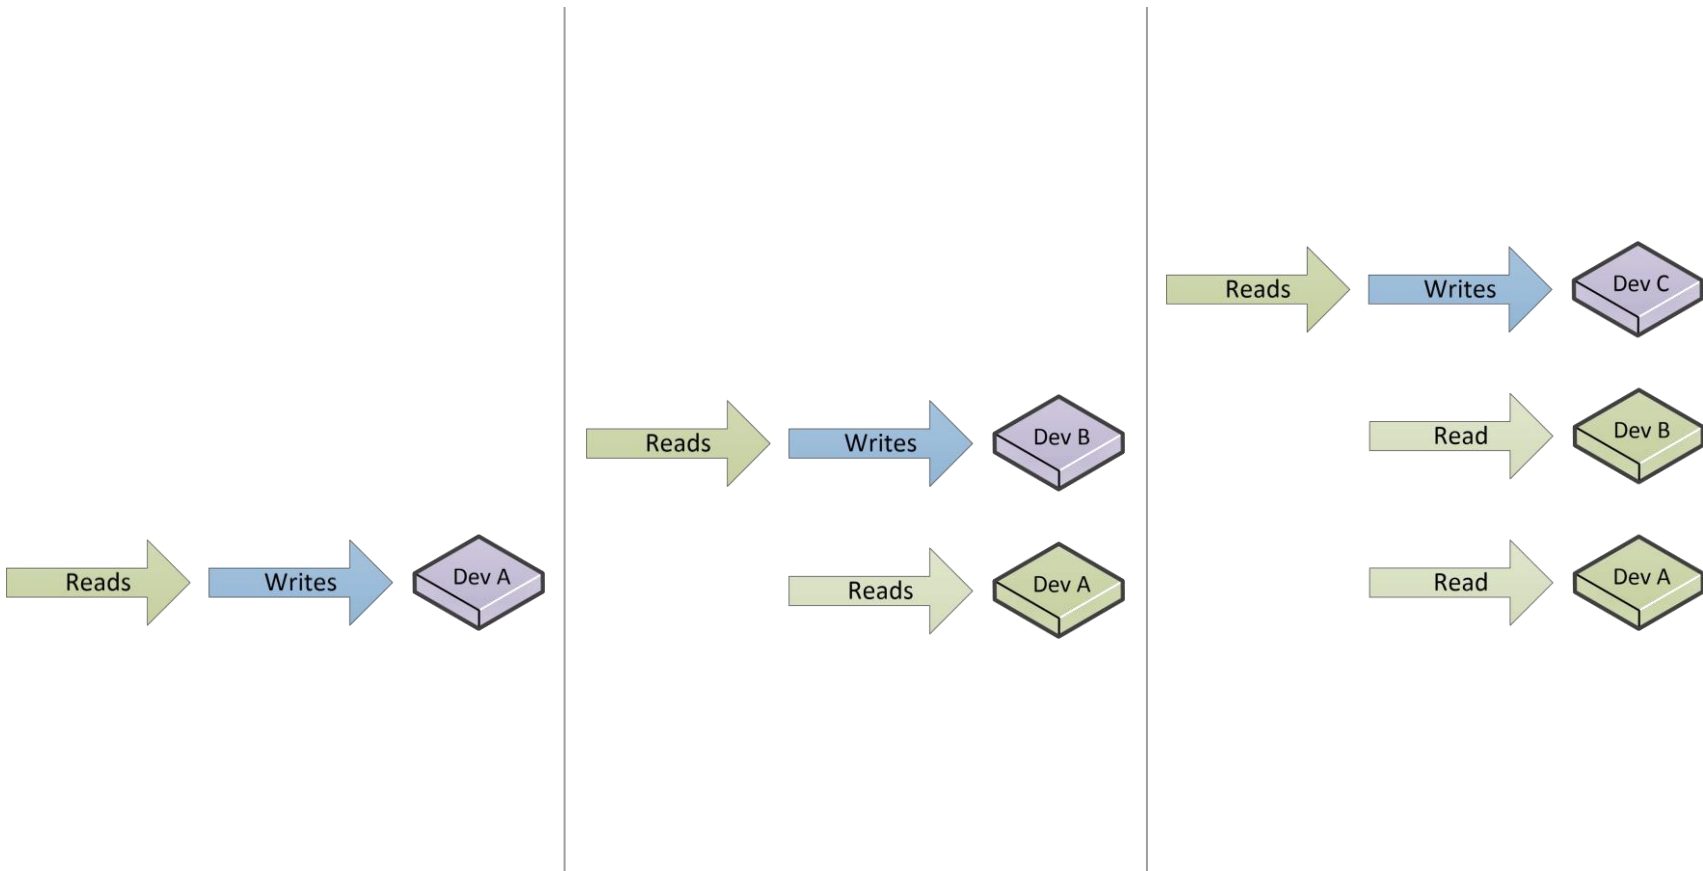 Reads Writes Dev A
Reads Writes Dev B
Reads Dev A
Reads Writes Dev C
Read Dev B
Read Dev A